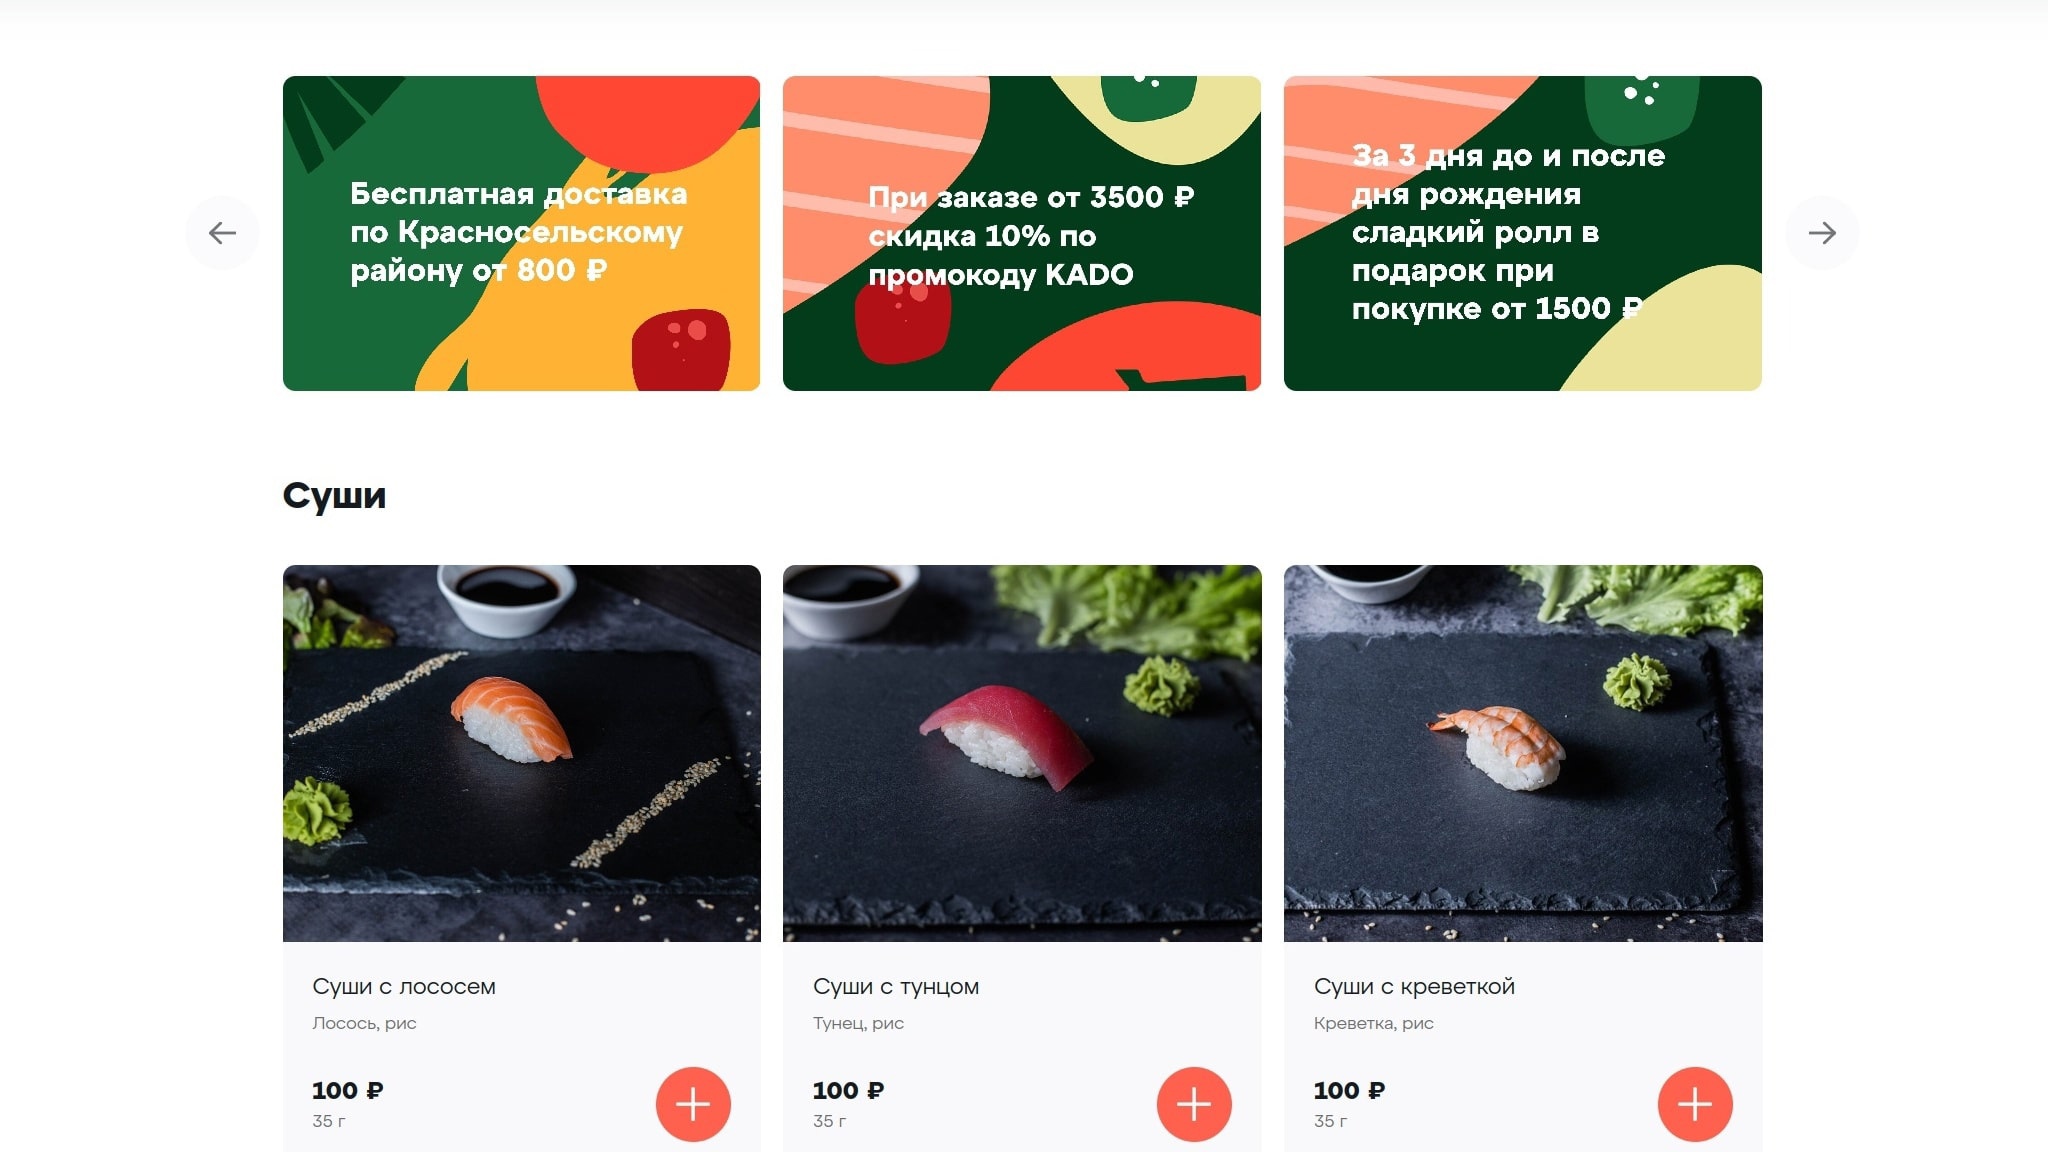 Бесплатная доставка
по Красносельскому
району от 800 ₽
При заказе от 3500 ₽
скидка 10% по
промокоду KADO
За 3 дня до и после
дня рождения
сладкий ролл в
подарок при
покупке от 1500 ₽
Суши
Суши с лососем
Лосось, рис
100 ₽
35 г
Суши с тунцом
Тунец, рис
100 ₽
35 г
Суши с креветкой
Креветка, рис
100 ₽
35 г